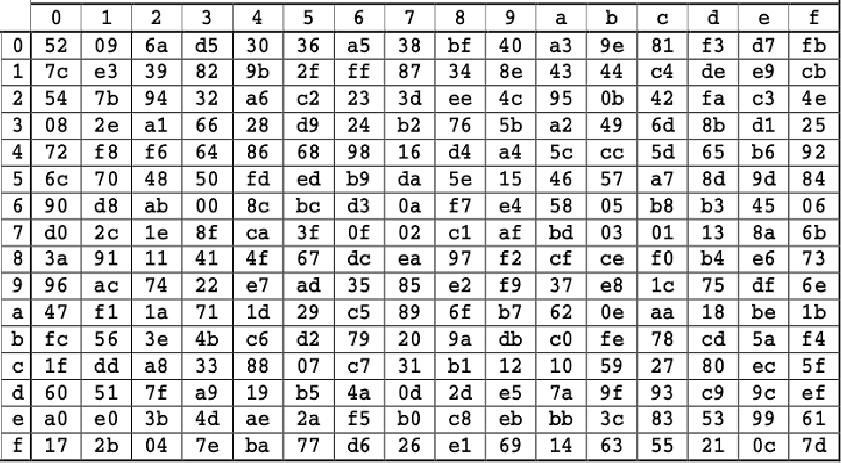 0 1 2 3 4 5 6 7 8 9 a b c d e f
0 52 09 6a d5 30 36 a5 38 bf 40 a3 9e 81 f3 d7 fb
1 7c e3 39 82 9b 2f ff 87 34 8e 43 44 c4 de e9 cb
2 54 7b 94 32 a6 c2 23 3d ee 4c 95 0b 42 fa c3 4e
3 08 2e a1 66 28 d9 24 b2 76 5b a2 49 6d 8b d1 25
4 72 f8 f6 64 86 68 98 16 d4 a4 5c cc 5d 65 b6 92
5 6c 70 48 50 fd ed b9 da 5e 15 46 57 a7 8d 9d 84
6 90 d8 ab 00 8c bc d3 0a f7 e4 58 05 b8 b3 45 06
7 d0 2c 1e 8f ca 3f 0f 02 c1 af bd 03 01 13 8a 6b
8 3a 91 11 41 4f 67 dc ea 97 f2 cf ce f0 b4 e6 73
9 96 ac 74 22 e7 ad 35 85 e2 f9 37 e8 1c 75 df 6e
a 47 f1 1a 71 1d 29 c5 89 6f b7 62 0e aa 18 be 1b
b fc 56 3e 4b c6 d2 79 20 9a db c0 fe 78 cd 5a f4
c 1f dd a8 33 88 07 c7 31 b1 12 10 59 27 80 ec 5f
d 60 51 7f a9 19 b5 4a 0d 2d e5 7a 9f 93 c9 9c ef
e a0 e0 3b 4d ae 2a f5 b0 c8 eb bb 3c 83 53 99 61
f 17 2b 04 7e ba 77 d6 26 e1 69 14 63 55 21 0c 7d